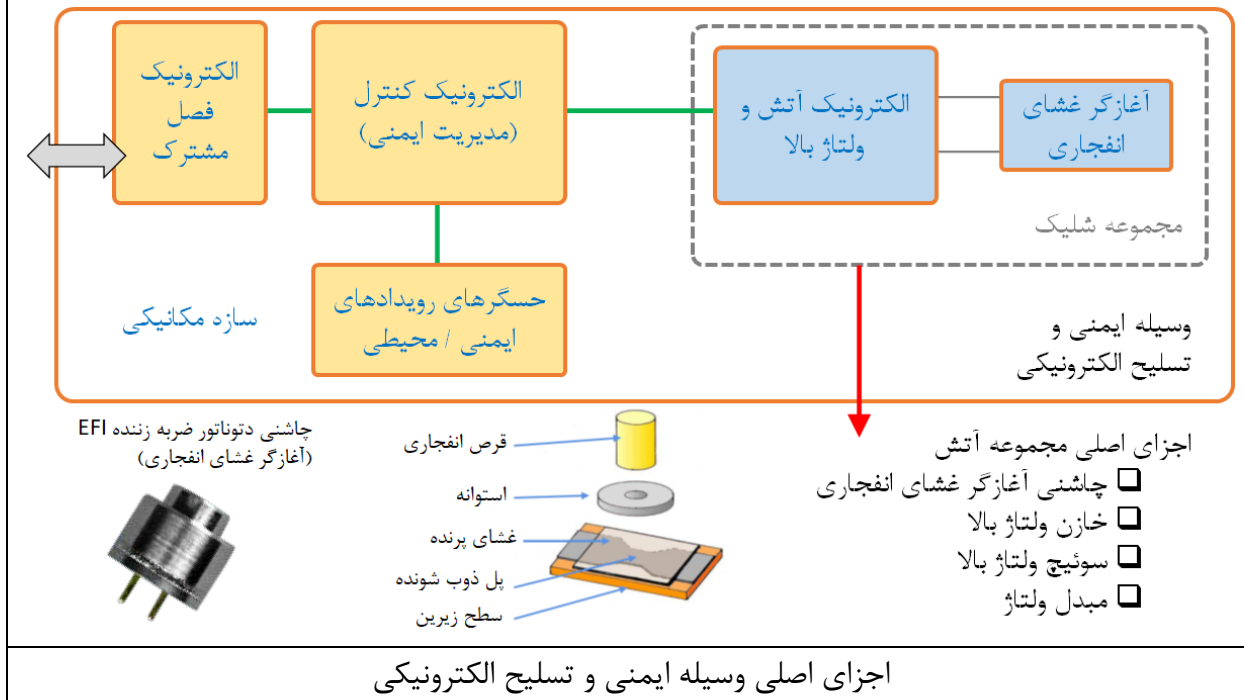 الکترونیک
فصل
مشترک
الکترونیک کنترل
(مدیریت ایمنی)
الکترونیک آتش و
ولتاژ بالا
آغازگر غشای
انفجاری
مجموعه شلیک
حسگرهای رویدادهای
ایمنی / محیطی
سازه مکانیکی
وسیله ایمنی و
تسلیح الکترونیکی
چاشنی دتوناتور ضربه زننده EFI
(آغازگر غشای انفجاری)
قرص انفجاری
استوانه
غشای پرنده
پل ذوب شونده
سطح زیرین
اجزای اصلی مجموعه آتش
❑ چاشنی آغازگر غشای انفجاری
❑ خازن ولتاژ بالا
❑ سوئیچ ولتاژ بالا
❑ مبدل ولتاژ
اجزای اصلی وسیله ایمنی و تسلیح الکترونیکی